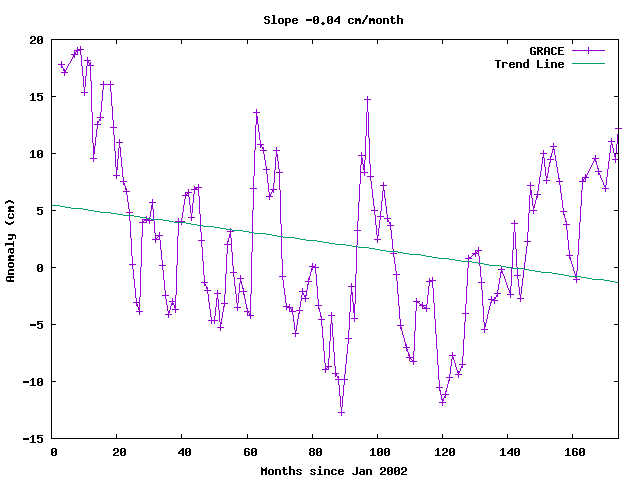 Slope -0.04 cm/month
GRACE
Trend Line
20
15
10
5
0
-5
-10
-15
Anomaly (cm)
0 20 40 60 80 100 120 140 160
Months since Jan 2002